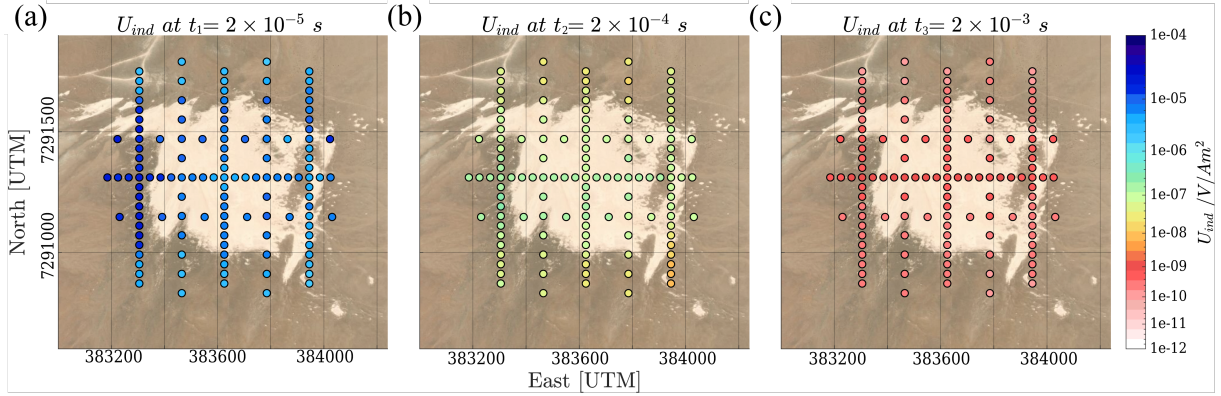 (a) U_ind at t₁= 2 × 10⁻⁵ s
(b) U_ind at t₂= 2 × 10⁻⁴ s
(c) U_ind at t₃= 2 × 10⁻³ s
North [UTM]
7291500
7291000
383200 383600 384000
383200 383600 384000
383200 383600 384000
East [UTM]
1e-04
1e-05
1e-06
1e-07
1e-08
1e-09
1e-10
1e-11
1e-12
U_ind /V/Am²